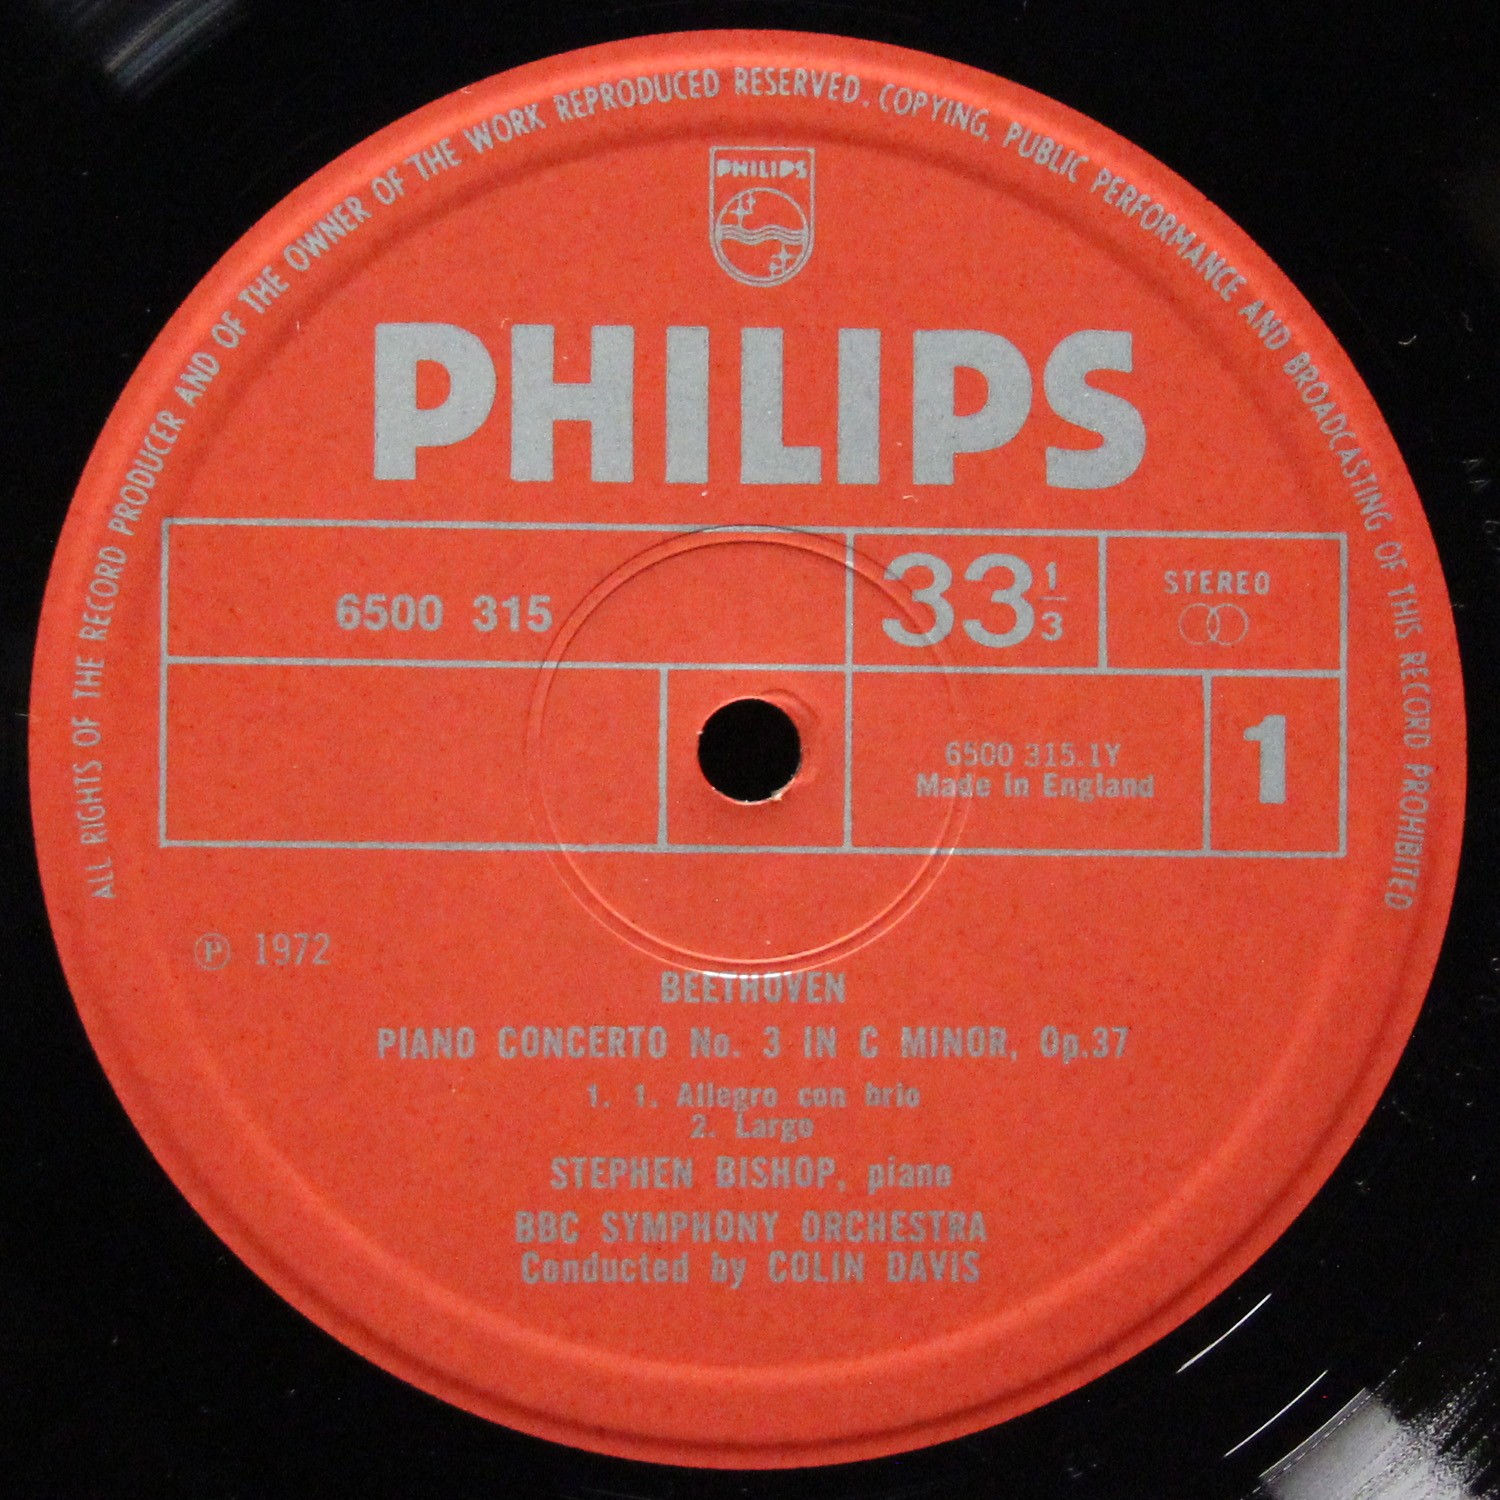 ALL RIGHTS OF THE RECORD PRODUCER AND OF THE OWNER OF THE WORK REPRODUCED RESERVED. COPYING, PUBLIC PERFORMANCE AND BROADCASTING OF THIS RECORD PROHIBITED
PHILIPS
PHILIPS
6500 315
33 1/3
STEREO
6500 315.1Y
Made in England
1
℗ 1972
BEETHOVEN
PIANO CONCERTO No. 3 IN C MINOR, Op.37
1. 1. Allegro con brio
2. Largo
STEPHEN BISHOP, piano
BBC SYMPHONY ORCHESTRA
Conducted by COLIN DAVIS